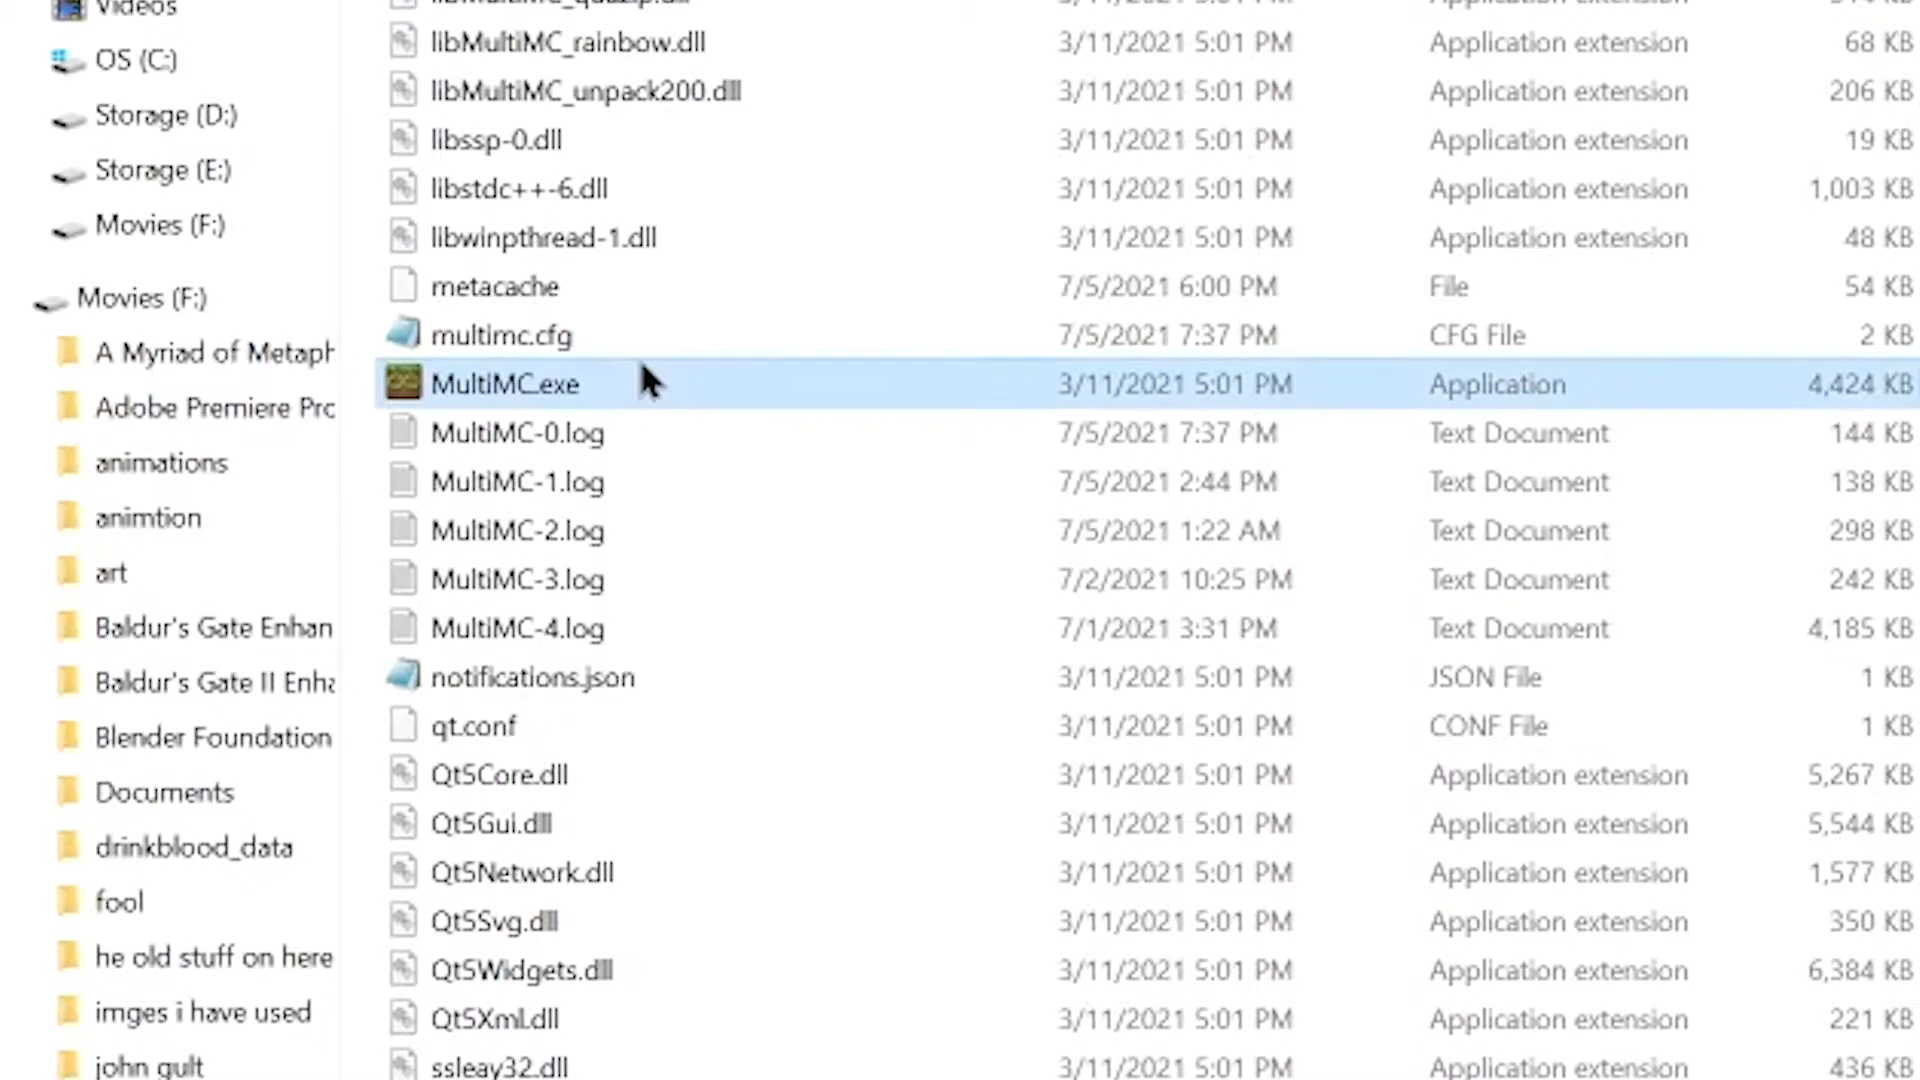 Videos
OS (C:)
Storage (D:)
Storage (E:)
Movies (F:)
Movies (F:)
A Myriad of Metaph
Adobe Premiere Pro
animations
animtion
art
Baldur's Gate Enhan
Baldur's Gate II Enha
Blender Foundation
Documents
drinkblood_data
fool
he old stuff on here
imges i have used
john gult
3/11/2021 5:01 PM Application extension
libMultiMC_rainbow.dll 3/11/2021 5:01 PM Application extension 68 KB
libMultiMC_unpack200.dll 3/11/2021 5:01 PM Application extension 206 KB
libssp-0.dll 3/11/2021 5:01 PM Application extension 19 KB
libstdc++-6.dll 3/11/2021 5:01 PM Application extension 1,003 KB
libwinpthread-1.dll 3/11/2021 5:01 PM Application extension 48 KB
metacache 7/5/2021 6:00 PM File 54 KB
multimc.cfg 7/5/2021 7:37 PM CFG File 2 KB
MultiMC.exe 3/11/2021 5:01 PM Application 4,424 KB
MultiMC-0.log 7/5/2021 7:37 PM Text Document 144 KB
MultiMC-1.log 7/5/2021 2:44 PM Text Document 138 KB
MultiMC-2.log 7/5/2021 1:22 AM Text Document 298 KB
MultiMC-3.log 7/2/2021 10:25 PM Text Document 242 KB
MultiMC-4.log 7/1/2021 3:31 PM Text Document 4,185 KB
notifications.json 3/11/2021 5:01 PM JSON File 1 KB
qt.conf 3/11/2021 5:01 PM CONF File 1 KB
Qt5Core.dll 3/11/2021 5:01 PM Application extension 5,267 KB
Qt5Gui.dll 3/11/2021 5:01 PM Application extension 5,544 KB
Qt5Network.dll 3/11/2021 5:01 PM Application extension 1,577 KB
Qt5Svg.dll 3/11/2021 5:01 PM Application extension 350 KB
Qt5Widgets.dll 3/11/2021 5:01 PM Application extension 6,384 KB
Qt5Xml.dll 3/11/2021 5:01 PM Application extension 221 KB
ssleay32.dll 3/11/2021 5:01 PM Application extension 436 KB